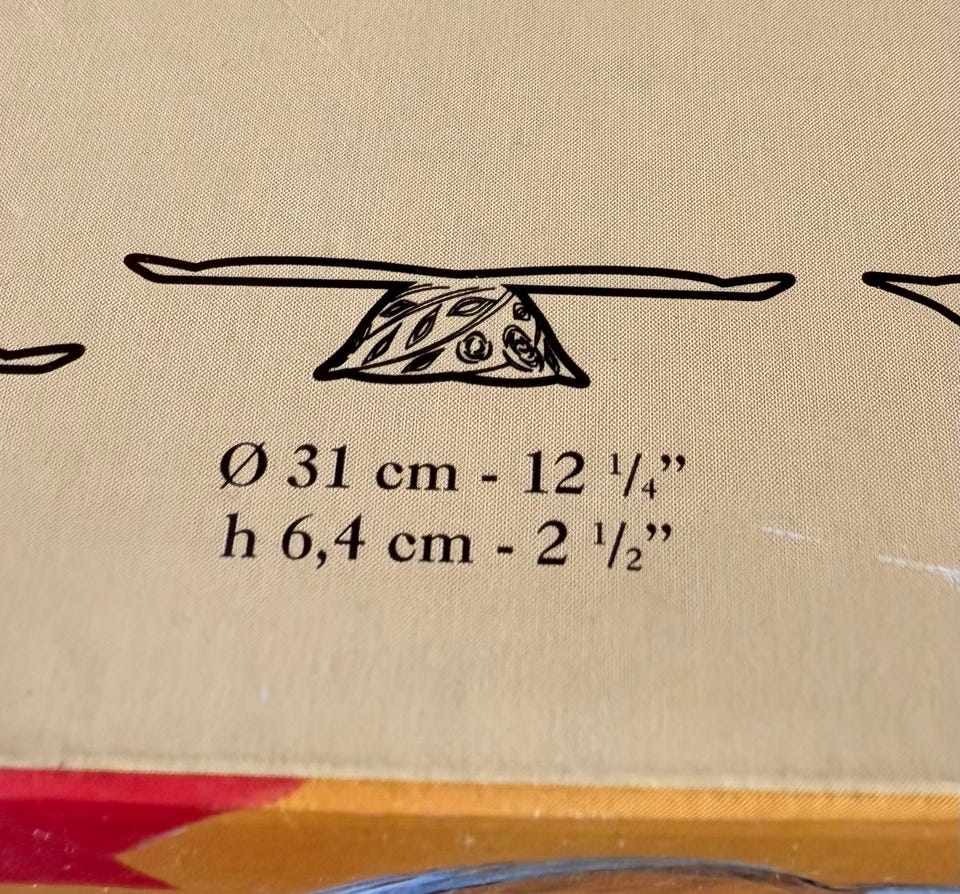 Ø 31 cm - 12 ¹/₄”
h 6,4 cm - 2 ¹/₂”